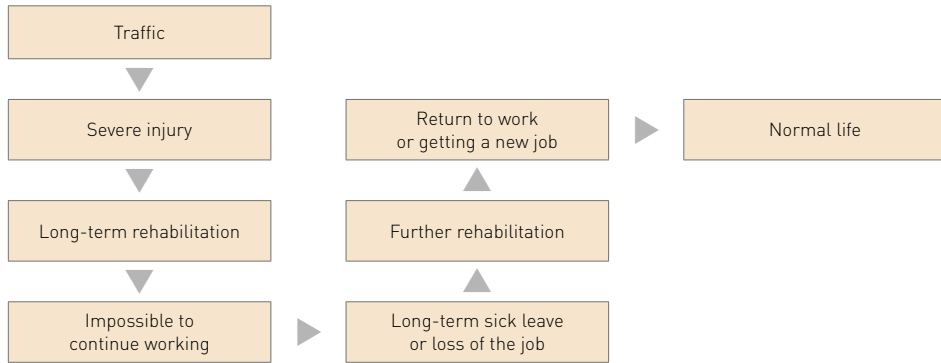 Traffic
Severe injury
Long-term rehabilitation
Impossible to
continue working
Long-term sick leave
or loss of the job
Further rehabilitation
Return to work
or getting a new job
Normal life